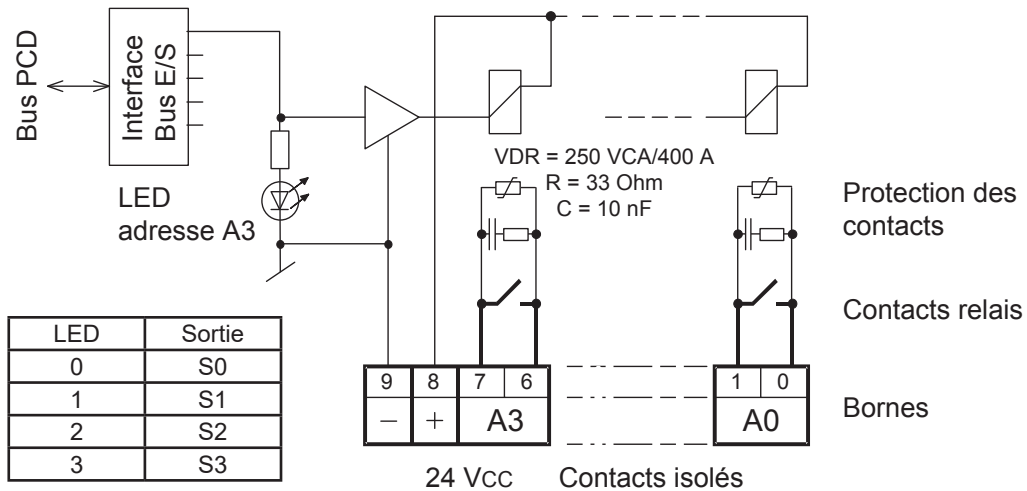 Bus PCD
Interface
Bus E/S
LED
adresse A3
VDR = 250 VCA/400 A
R = 33 Ohm
C = 10 nF
Protection des
contacts
Contacts relais
LED Sortie
0 S0
1 S1
2 S2
3 S3
9 8 7 6 1 0
– + A3 A0
Bornes
24 VCC Contacts isolés